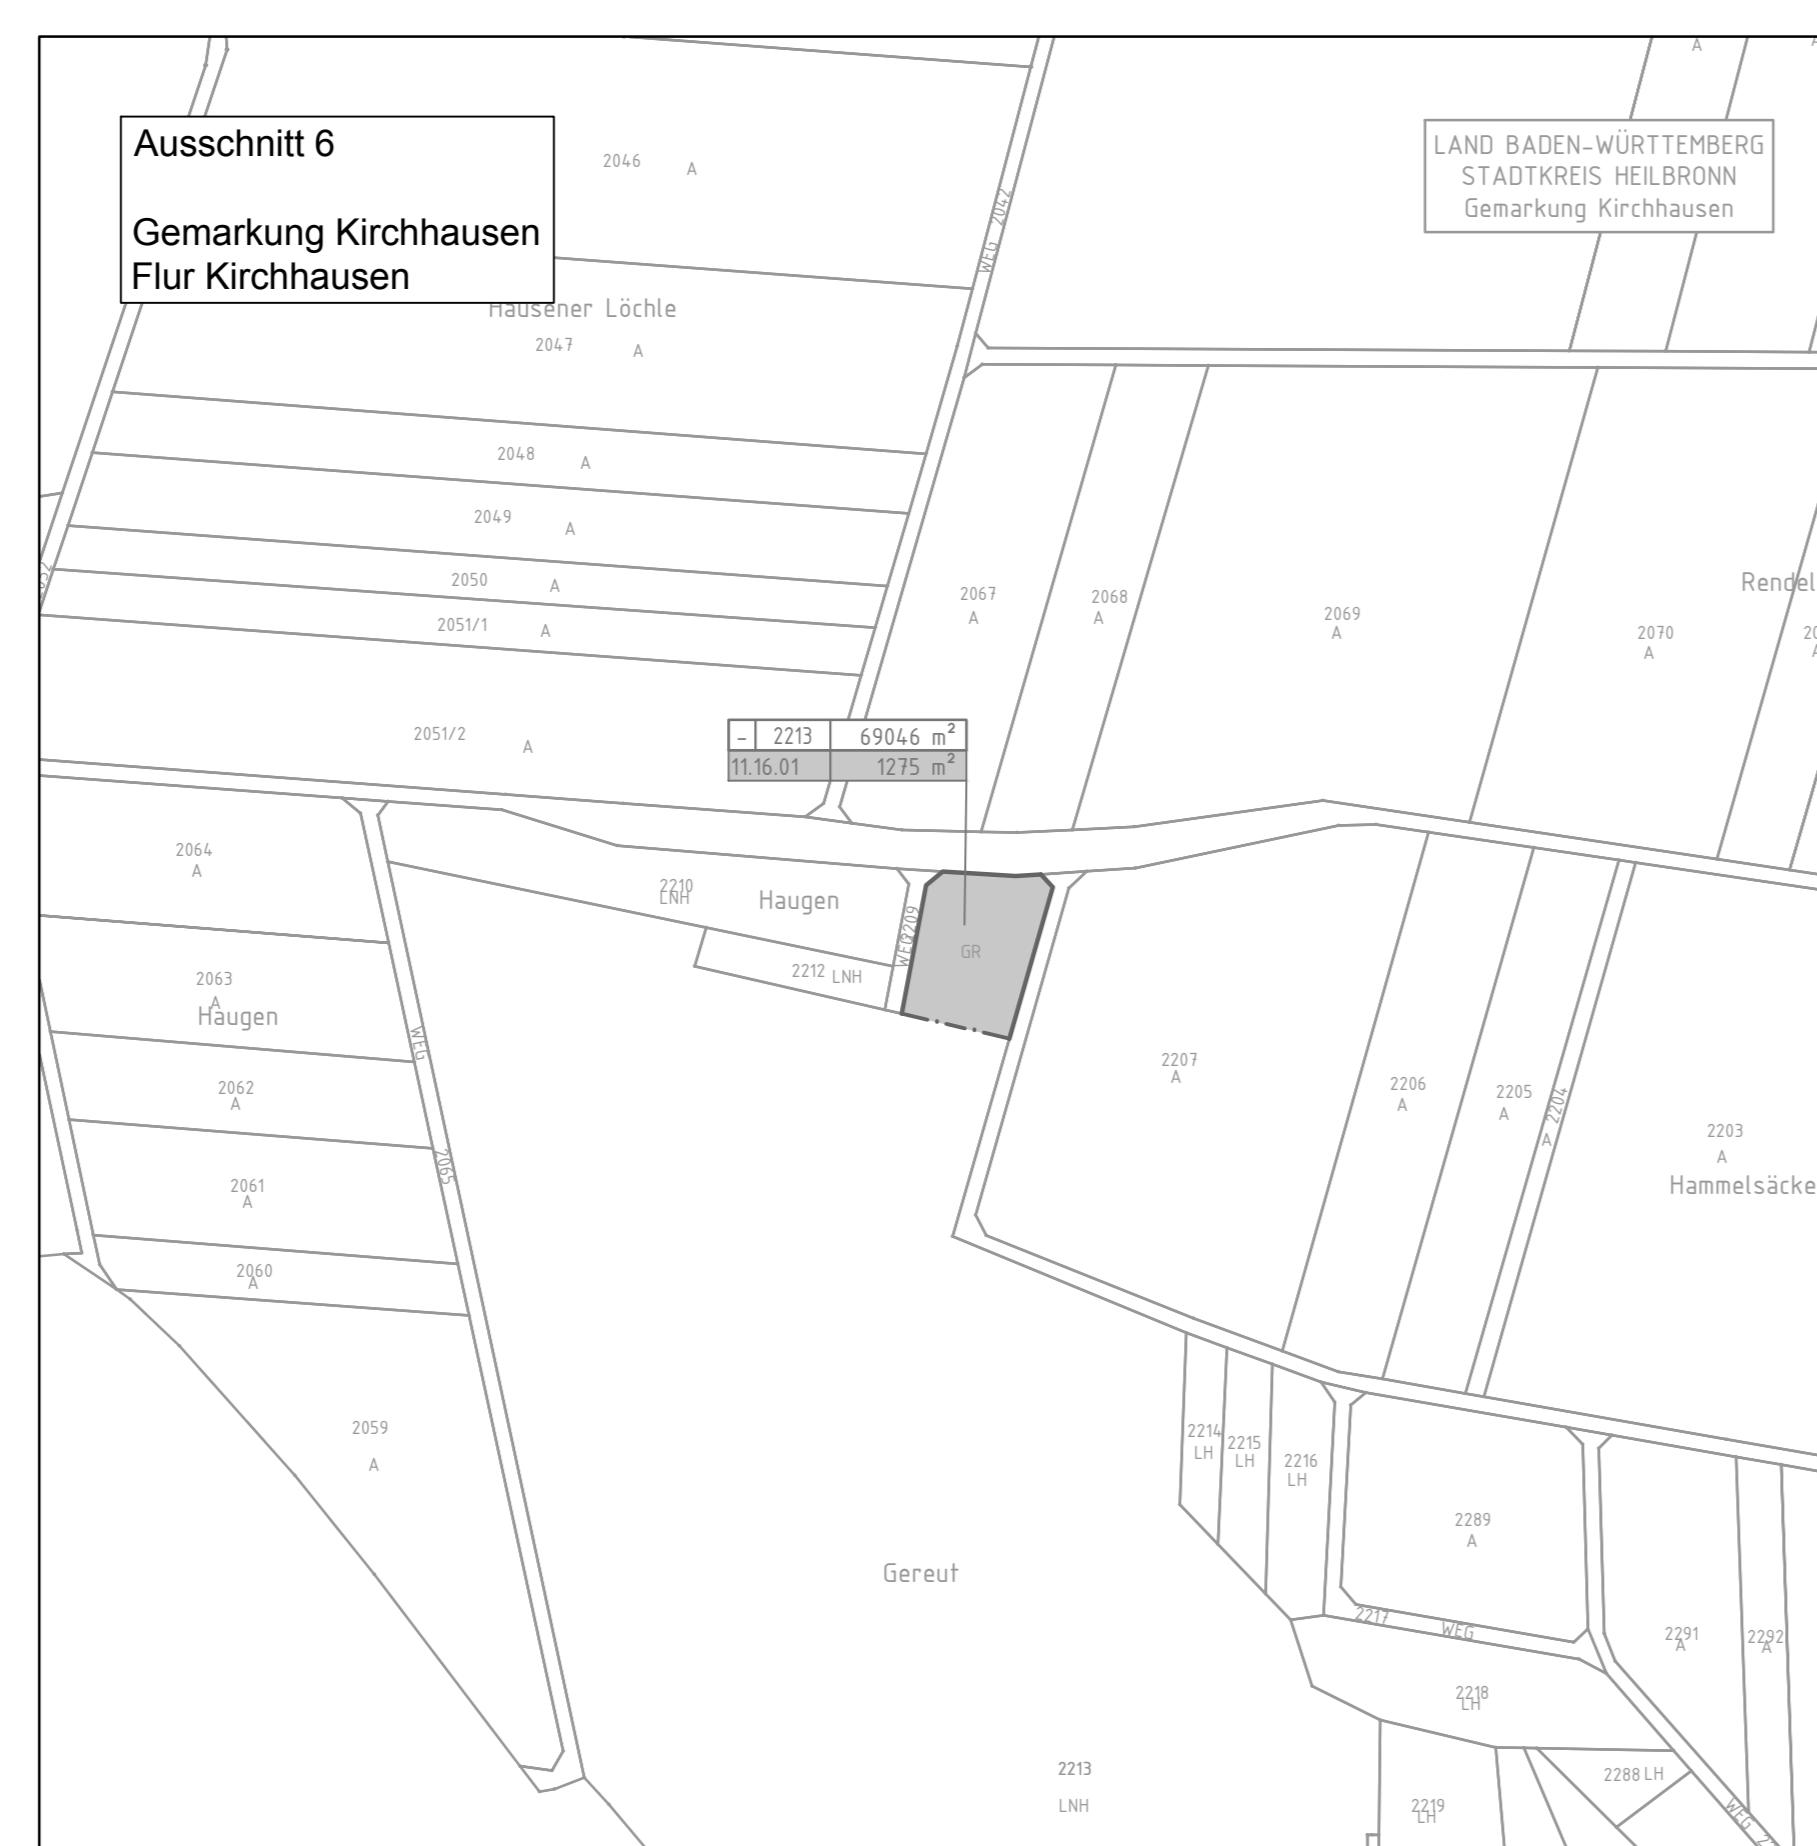 A
Ausschnitt 6
Gemarkung Kirchhausen
Flur Kirchhausen
LAND BADEN-WÜRTTEMBERG
STADTKREIS HEILBRONN
Gemarkung Kirchhausen
2046 A
WEG 2042
Hausener Löchle
2047 A
2048 A
2049 A
2050 A
2051/1 A
2051/2 A
2067
A
2068
A
2069
A
2070
A
Rendel
- 2213 69046 m²
11.16.01 1275 m²
2064
A
2063
A
Haugen
2062
A
2061
A
2060
A
2059
A
WEG 2065
2210
LNH
Haugen
2212 LNH
WEG 2209
GR
2207
A
2206
A
2205
A
A 2204
2203
A
Hammelsäcke
2214
LH
2215
LH
2216
LH
2289
A
Gereut
2217 WEG
2291
A
2292
A
2218
LH
2213
LNH
2288 LH
2219
LH
WEG